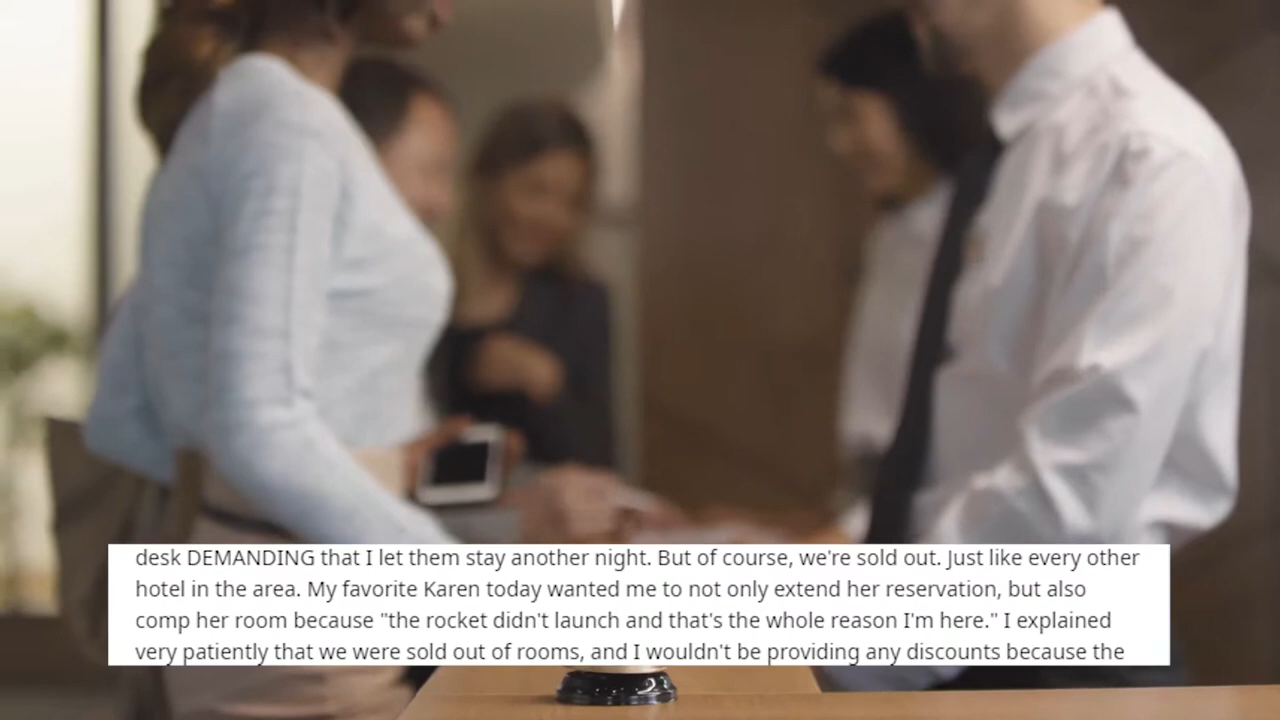 desk DEMANDING that I let them stay another night. But of course, we're sold out. Just like every other
hotel in the area. My favorite Karen today wanted me to not only extend her reservation, but also
comp her room because "the rocket didn't launch and that's the whole reason I'm here." I explained
very patiently that we were sold out of rooms, and I wouldn't be providing any discounts because the